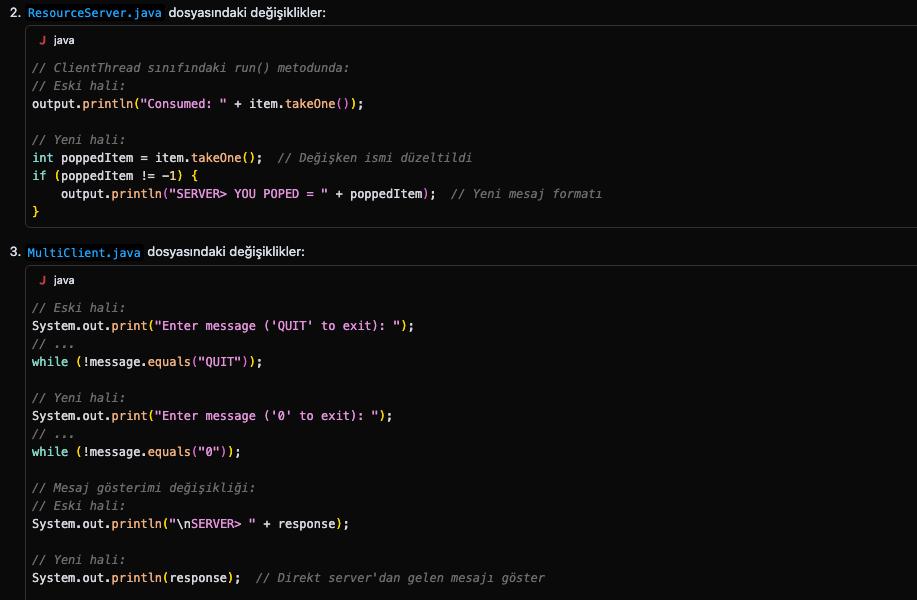 2. ResourceServer.java dosyasındaki değişiklikler:
java
// ClientThread sınıfındaki run() metodunda:
// Eski hali:
output.println("Consumed: " + item.takeOne());
// Yeni hali:
int poppedItem = item.takeOne();  // Değişken ismi düzeltildi
if (poppedItem != -1) {
    output.println("SERVER> YOU POPED = " + poppedItem);  // Yeni mesaj formatı
}
3. MultiClient.java dosyasındaki değişiklikler:
java
// Eski hali:
System.out.print("Enter message ('QUIT' to exit): ");
// ...
while (!message.equals("QUIT"));
// Yeni hali:
System.out.print("Enter message ('0' to exit): ");
// ...
while (!message.equals("0"));
// Mesaj gösterimi değişikliği:
// Eski hali:
System.out.println("\nSERVER> " + response);
// Yeni hali:
System.out.println(response);  // Direkt server'dan gelen mesajı göster